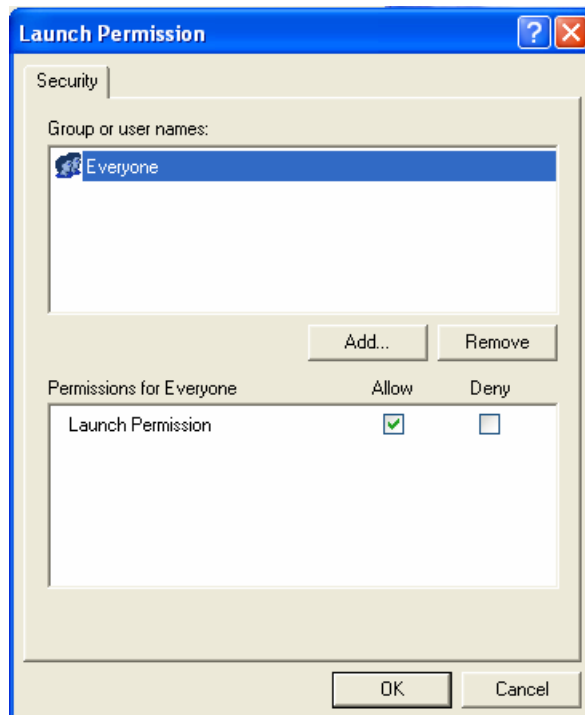 Launch Permission
Security
Group or user names:
Everyone
Add... Remove
Permissions for Everyone Allow Deny
Launch Permission
OK Cancel